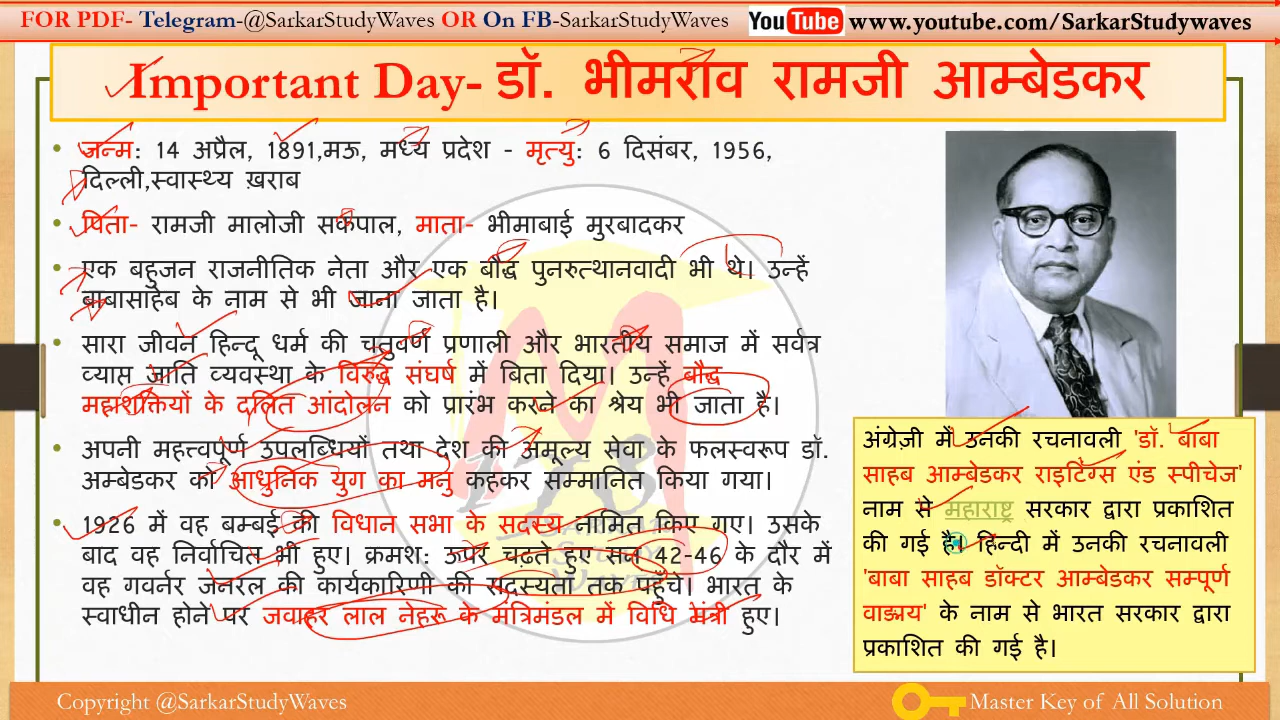 FOR PDF- Telegram-@SarkarStudyWaves OR On FB-SarkarStudyWaves YouTube www.youtube.com/SarkarStudywaves
Important Day- डॉ. भीमराव रामजी आम्बेडकर
• जन्म: 14 अप्रैल, 1891,मऊ, मध्य प्रदेश - मृत्यु: 6 दिसंबर, 1956,
दिल्ली,स्वास्थ्य ख़राब
• पिता- रामजी मालोजी सकपाल, माता- भीमाबाई मुरबादकर
• एक बहुजन राजनीतिक नेता और एक बौद्ध पुनरुत्थानवादी भी थे। उन्हें
बाबासाहेब के नाम से भी जाना जाता है।
• सारा जीवन हिन्दू धर्म की चतुवर्ण प्रणाली और भारतीय समाज में सर्वत्र
व्याप्त जाति व्यवस्था के विरुद्ध संघर्ष में बिता दिया। उन्हें बौद्ध
महाशक्तियों के दलित आंदोलन को प्रारंभ करने का श्रेय भी जाता है।
• अपनी महत्त्वपूर्ण उपलब्धियों तथा देश की अमूल्य सेवा के फलस्वरूप डॉ.
अम्बेडकर को आधुनिक युग का मनु कहकर सम्मानित किया गया।
• 1926 में वह बम्बई की विधान सभा के सदस्य नामित किए गए। उसके
बाद वह निर्वाचित भी हुए। क्रमश: ऊपर चढ़ते हुए सन 42-46 के दौर में
वह गवर्नर जनरल की कार्यकारिणी की सदस्यता तक पहुँचे। भारत के
स्वाधीन होने पर जवाहर लाल नेहरू के मंत्रिमंडल में विधि मंत्री हुए।
अंग्रेज़ी में उनकी रचनावली 'डॉ. बाबा
साहब आम्बेडकर राइटिंग्स एंड स्पीचेज'
नाम से महाराष्ट्र सरकार द्वारा प्रकाशित
की गई है। हिन्दी में उनकी रचनावली
'बाबा साहब डॉक्टर आम्बेडकर सम्पूर्ण
वाङ्मय' के नाम से भारत सरकार द्वारा
प्रकाशित की गई है।
Copyright @SarkarStudyWaves
Master Key of All Solution